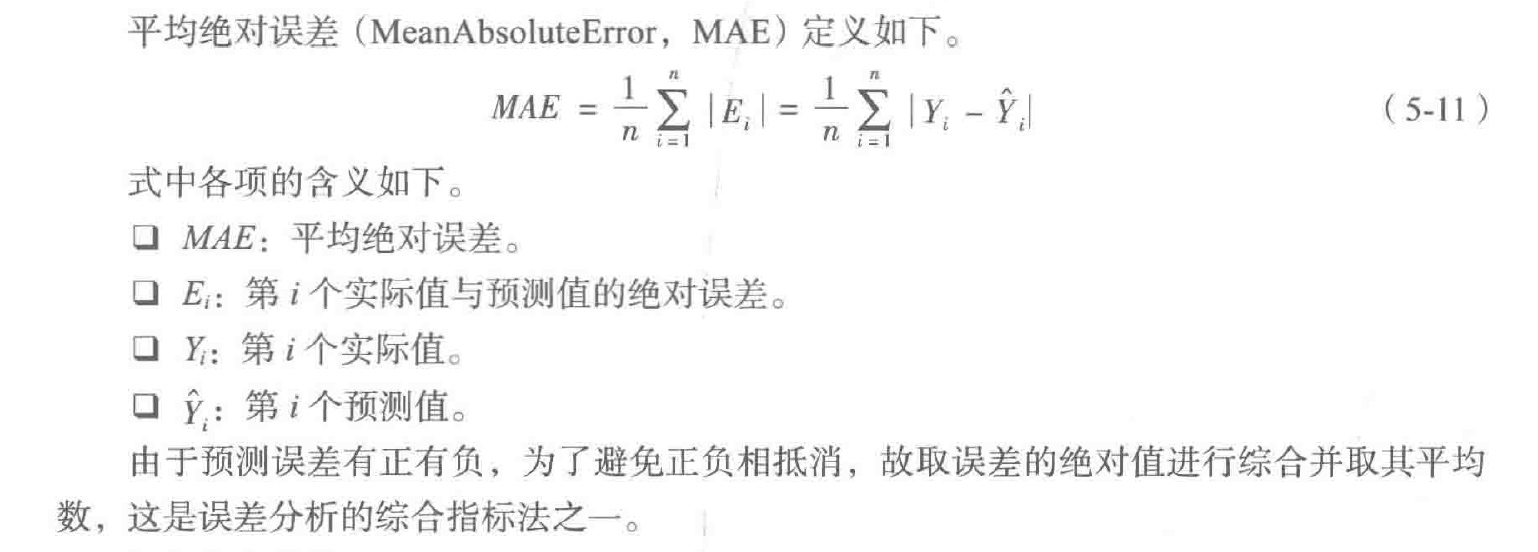 平均绝对误差（MeanAbsoluteError，MAE）定义如下。
MAE = \frac{1}{n}\sum_{i=1}^{n}|E_i| = \frac{1}{n}\sum_{i=1}^{n}|Y_i - \hat{Y}_i| （5-11）
式中各项的含义如下。
❑ MAE：平均绝对误差。
❑ E_i：第 i 个实际值与预测值的绝对误差。
❑ Y_i：第 i 个实际值。
❑ \hat{Y}_i：第 i 个预测值。
由于预测误差有正有负，为了避免正负相抵消，故取误差的绝对值进行综合并取其平均
数，这是误差分析的综合指标法之一。